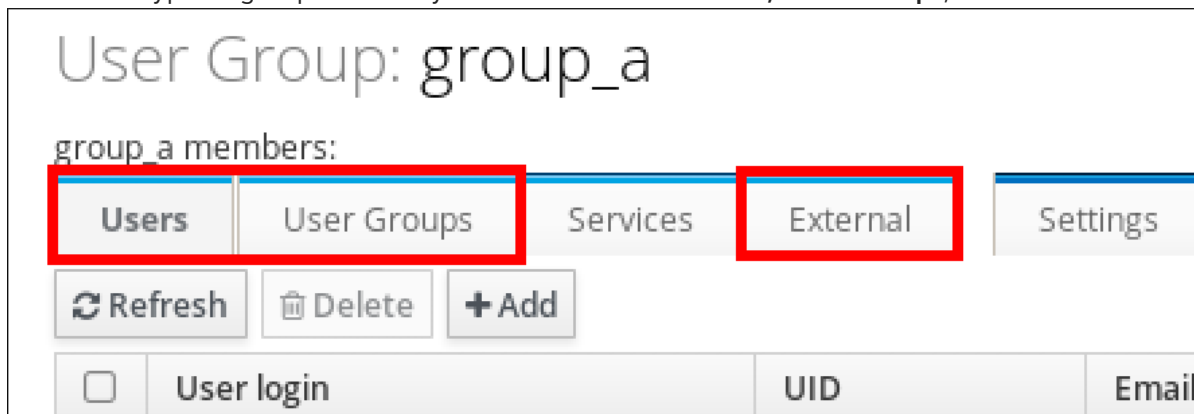 User Group: group_a
group_a members:
Users User Groups Services External Settings
Refresh Delete Add
User login UID Email